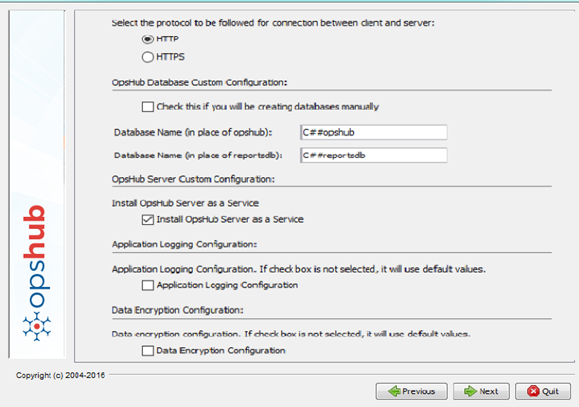 Select the protocol to be followed for connection between client and server:
HTTP
HTTPS
OpsHub Database Custom Configuration:
Check this if you will be creating databases manually
Database Name (in place of opshub): C##opshub
Database Name (in place of reportsdb): C##reportsdb
OpsHub Server Custom Configuration:
Install OpsHub Server as a Service
Install OpsHub Server as a Service
Application Logging Configuration:
Application Logging Configuration. If check box is not selected, it will use default values.
Application Logging Configuration
Data Encryption Configuration:
Data encryption configuration. If check box is not selected, it will use default values.
Data Encryption Configuration
opshub
Copyright (c) 2004-2016
Previous Next Quit